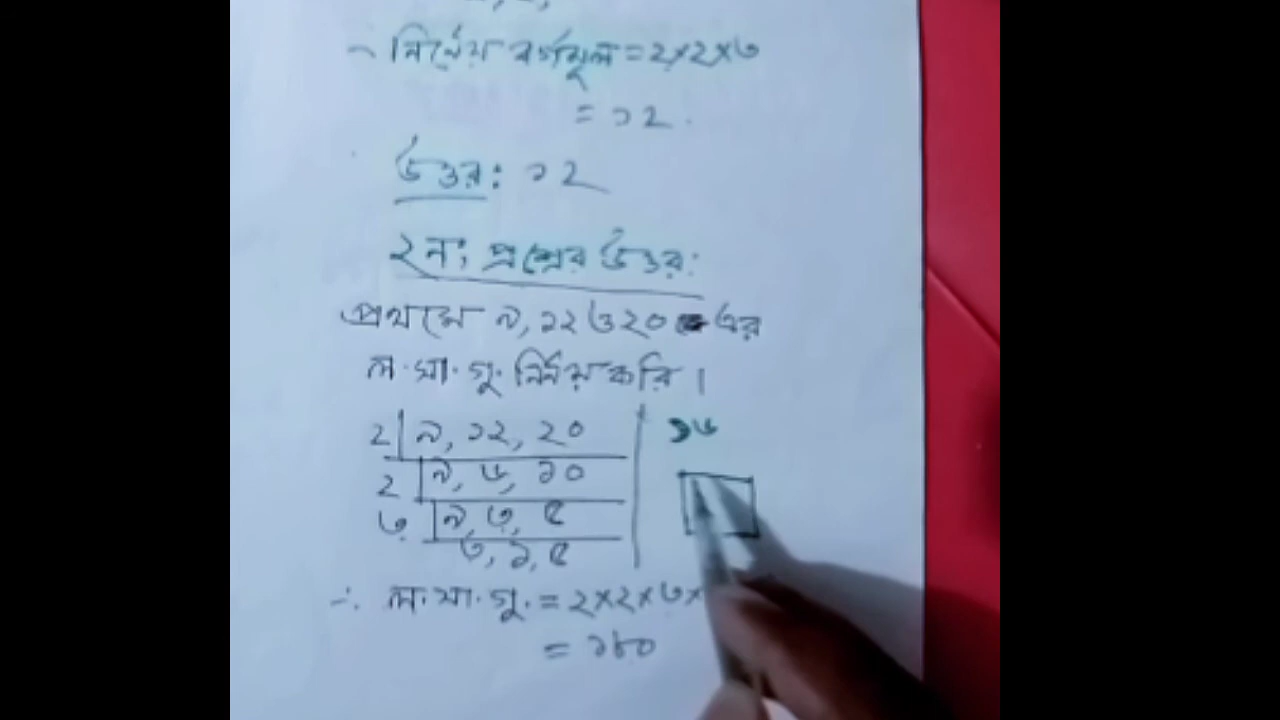 ∴ নির্ণেয় বর্গমূল = ২×২×৩
= ১২
উত্তর: ১২
২নং প্রশ্নের উত্তর:
প্রথমে ৯, ১২ ও ২০ এর
ল.সা.গু. নির্ণয় করি।
২ ৯, ১২, ২০
২ ৯, ৬, ১০
৩ ৯, ৩, ৫
৩, ১, ৫
১৬
∴ ল.সা.গু. = ২×২×৩×
= ১৮০